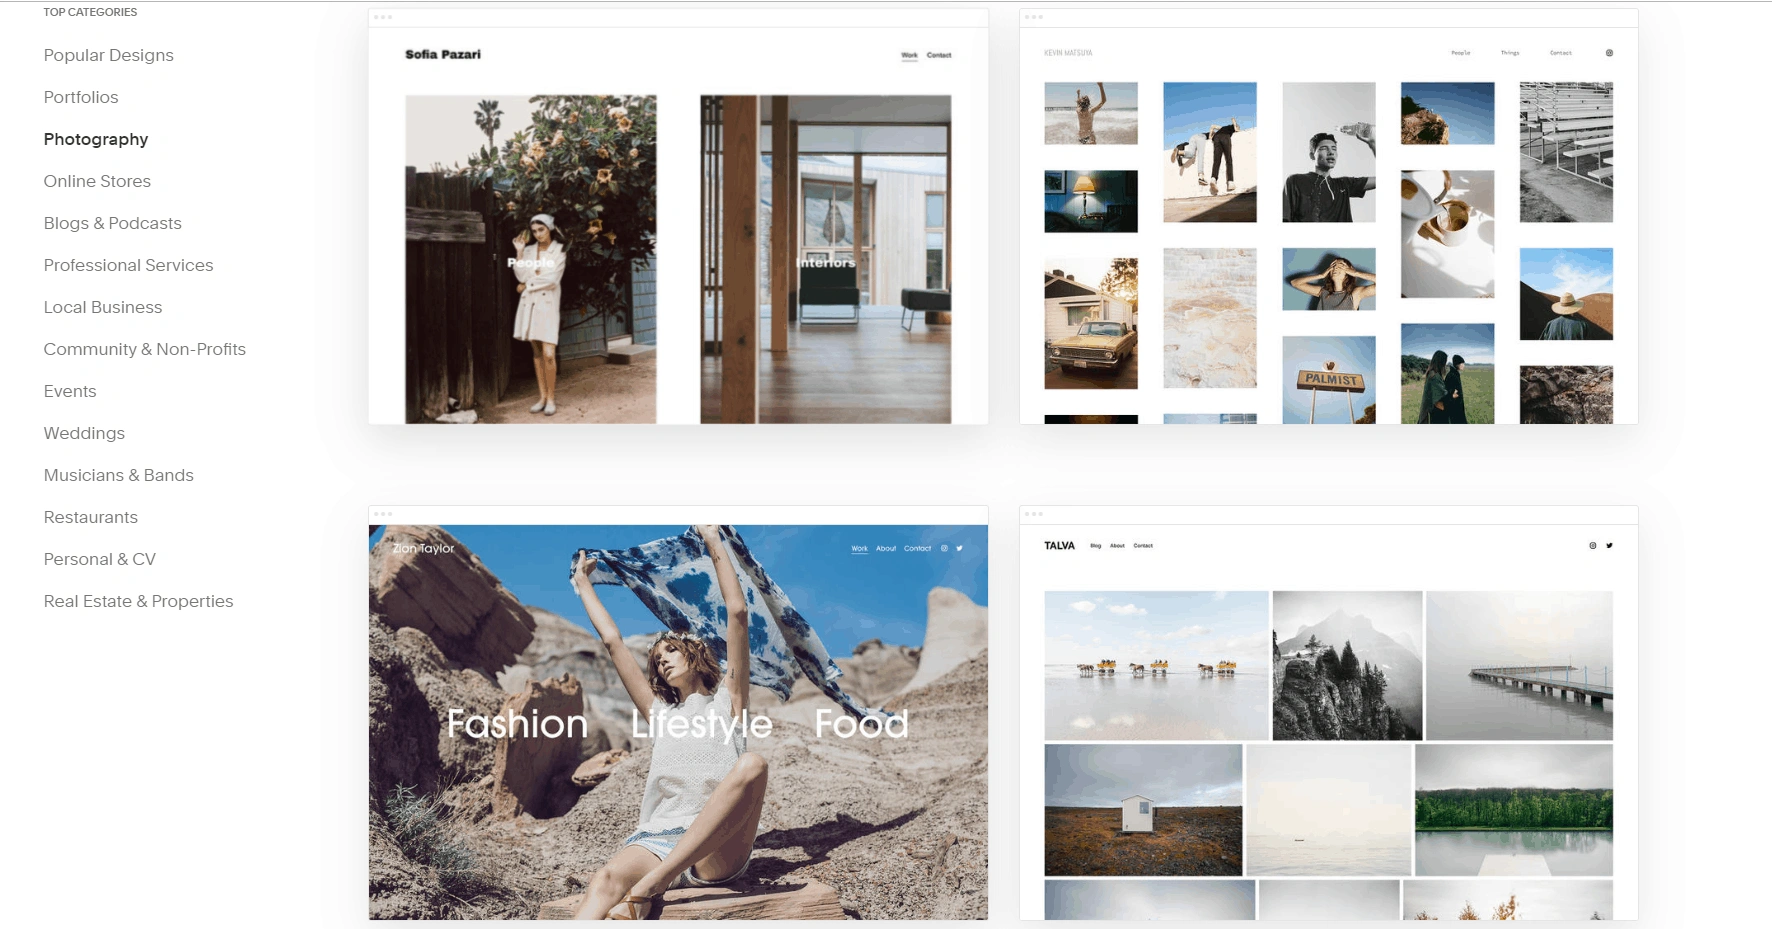 TOP CATEGORIES
Popular Designs
Portfolios
Photography
Online Stores
Blogs & Podcasts
Professional Services
Local Business
Community & Non-Profits
Events
Weddings
Musicians & Bands
Restaurants
Personal & CV
Real Estate & Properties
Sofia Pazari
Work Contact
People
Interiors
KEVIN MATSUYA
People Things Contact
PALMIST
Zion Taylor
Work About Contact
Fashion Lifestyle Food
TALVA Blog About Contact